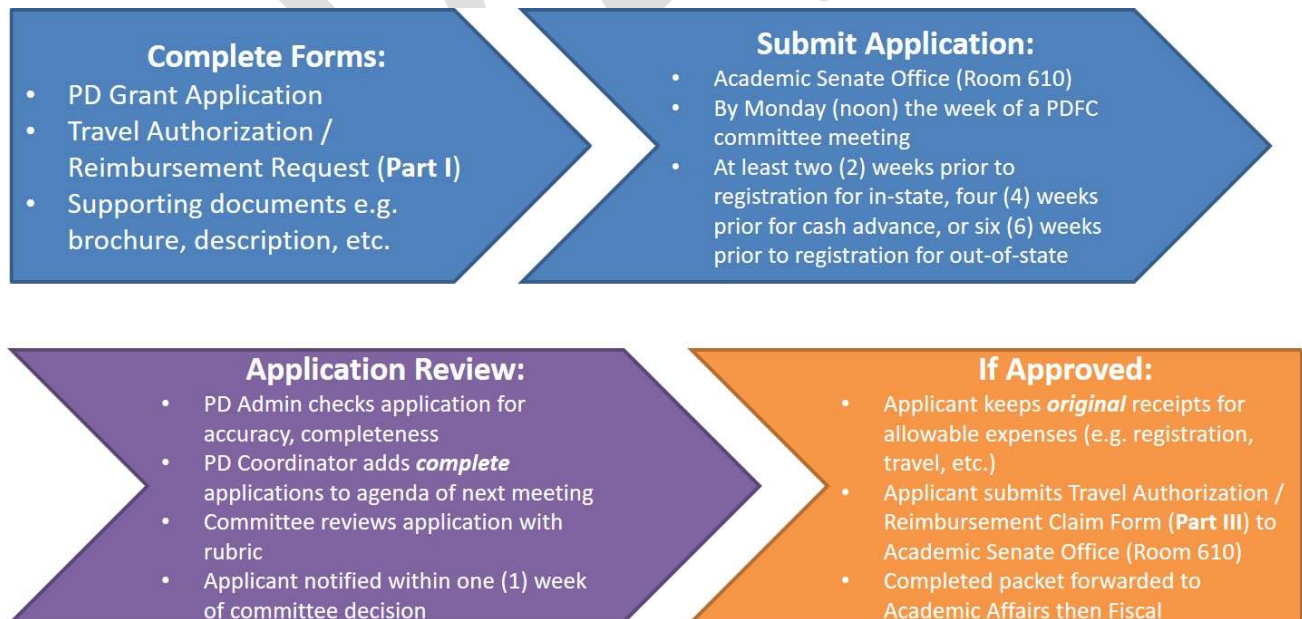 Complete Forms:
• PD Grant Application
• Travel Authorization /
Reimbursement Request (Part I)
• Supporting documents e.g.
brochure, description, etc.
Submit Application:
• Academic Senate Office (Room 610)
• By Monday (noon) the week of a PDFC
committee meeting
• At least two (2) weeks prior to
registration for in-state, four (4) weeks
prior for cash advance, or six (6) weeks
prior to registration for out-of-state
Application Review:
• PD Admin checks application for
accuracy, completeness
• PD Coordinator adds complete
applications to agenda of next meeting
• Committee reviews application with
rubric
• Applicant notified within one (1) week
of committee decision
If Approved:
• Applicant keeps original receipts for
allowable expenses (e.g. registration,
travel, etc.)
• Applicant submits Travel Authorization /
Reimbursement Claim Form (Part III) to
Academic Senate Office (Room 610)
• Completed packet forwarded to
Academic Affairs then Fiscal